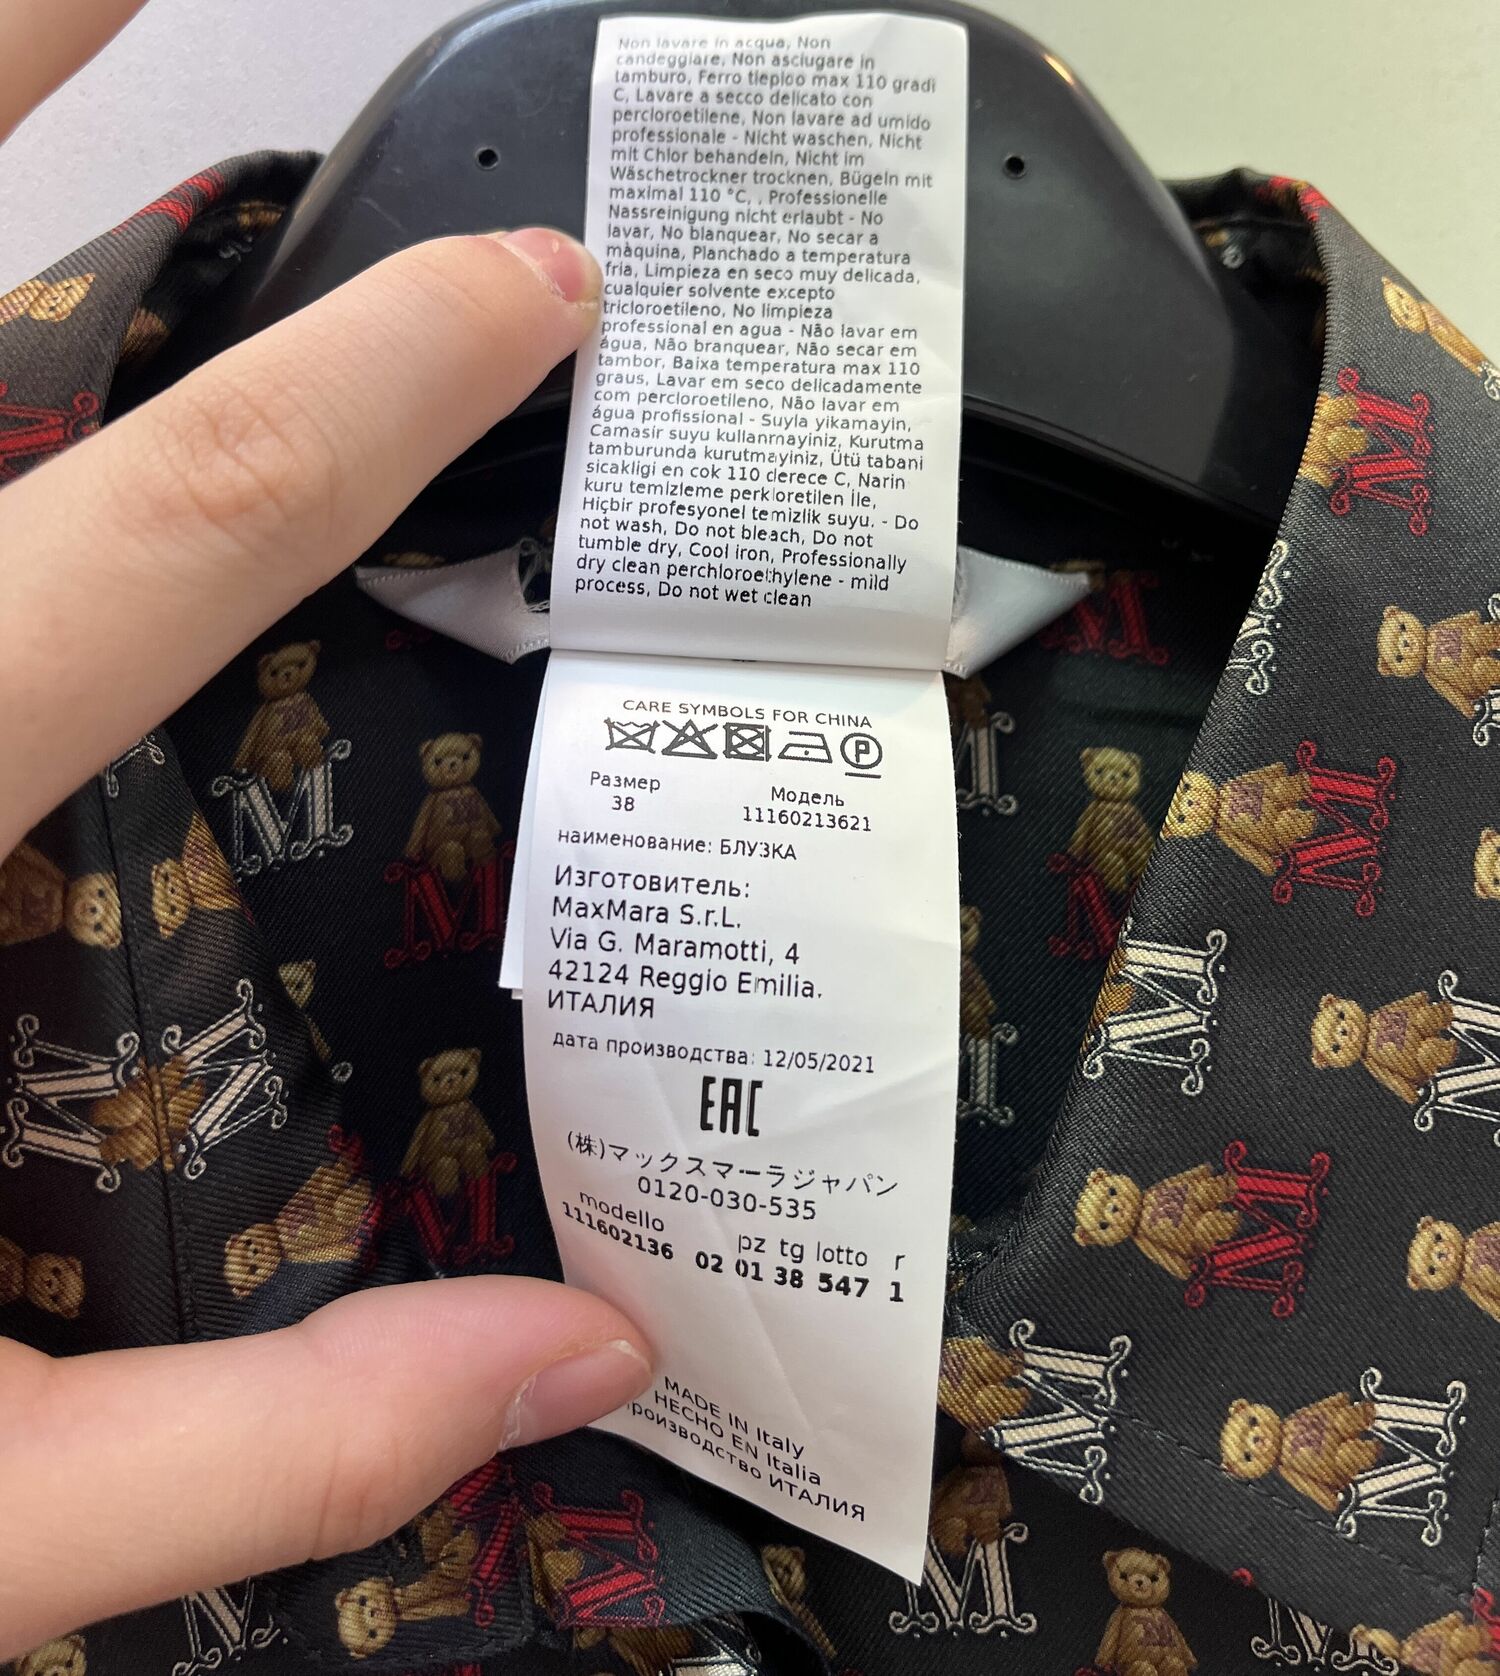 Non lavare in acqua, Non
candeggiare, Non asciugare in
tamburo, Ferro tiepido max 110 gradi
C, Lavare a secco delicato con
percloroetilene, Non lavare ad umido
professionale - Nicht waschen, Nicht
mit Chlor behandeln, Nicht im
Wäschetrockner trocknen, Bügeln mit
maximal 110 °C, , Professionelle
Nassreinigung nicht erlaubt - No
lavar, No blanquear, No secar a
màquina, Planchado a temperatura
fria, Limpieza en seco muy delicada,
cualquier solvente excepto
tricloroetileno, No limpieza
professional en agua - Não lavar em
água, Não branquear, Não secar em
tambor, Baixa temperatura max 110
graus, Lavar em seco delicadamente
com percloroetileno, Não lavar em
água profissional - Suyla yikamayin,
Camasir suyu kullanmayiniz, Kurutma
tamburunda kurutmayiniz, Ütü tabani
sicakligi en cok 110 derece C, Narin
kuru temizleme perkloretilen ile,
Hiçbir profesyonel temizlik suyu. - Do
not wash, Do not bleach, Do not
tumble dry, Cool iron, Professionally
dry clean perchloroethylene - mild
process, Do not wet clean
CARE SYMBOLS FOR CHINA
P
Размер Модель
38 11160213621
наименование: БЛУЗКА
Изготовитель:
MaxMara S.r.L.
Via G. Maramotti, 4
42124 Reggio Emilia.
ИТАЛИЯ
дата производства: 12/05/2021
EAC
(株)マックスマーラジャパン
0120-030-535
modello pz tg lotto r
111602136 02 01 38 547 1
MADE IN Italy
HECHO EN Italia
производство ИТАЛИЯ